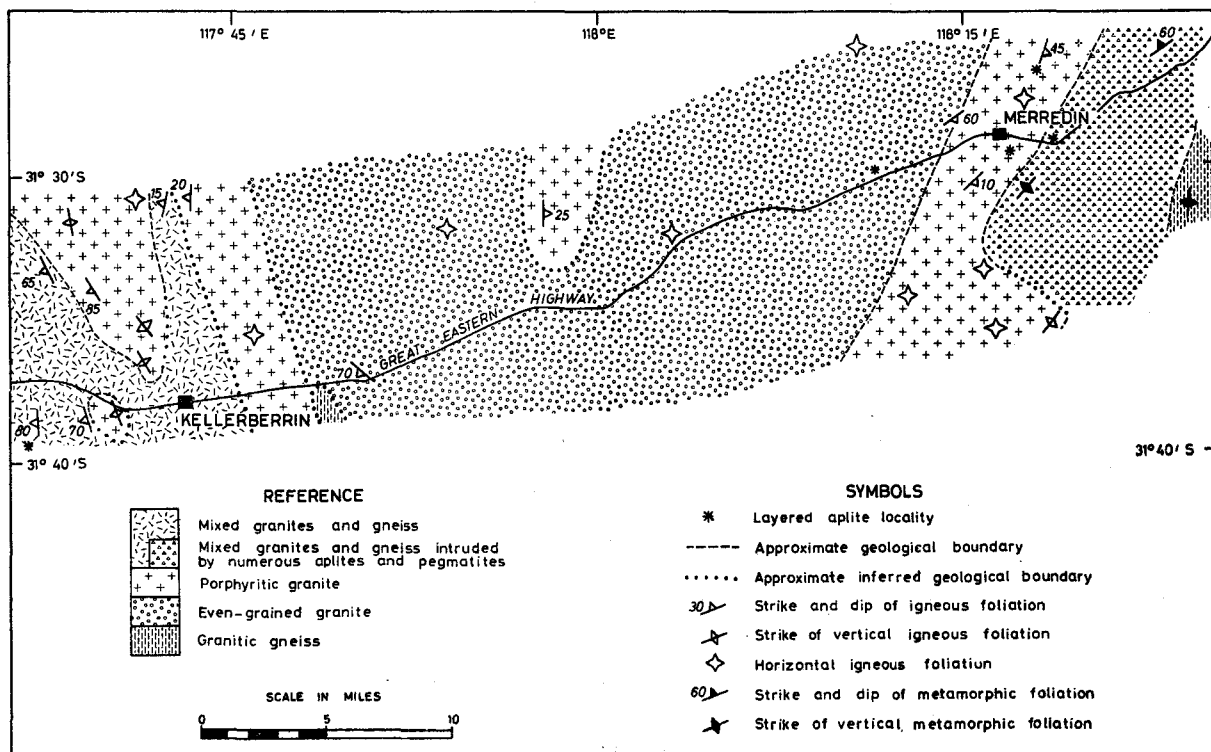 117° 45' E
118° E
118° 15' E
45
60
60
MERREDIN
31° 30' S
15
20
25
10
65
85
GREAT EASTERN HIGHWAY
70
KELLERBERRIN
80
70
31° 40' S
31° 40' S
REFERENCE
Mixed granites and gneiss
Mixed granites and gneiss intruded
by numerous aplites and pegmatites
Porphyritic granite
Even-grained granite
Granitic gneiss
SCALE IN MILES
0
5
10
SYMBOLS
Layered aplite locality
Approximate geological boundary
Approximate inferred geological boundary
30 Strike and dip of igneous foliation
Strike of vertical igneous foliation
Horizontal igneous foliatiun
60 Strike and dip of metamorphic foliation
Strike of vertical, metamorphic foliation